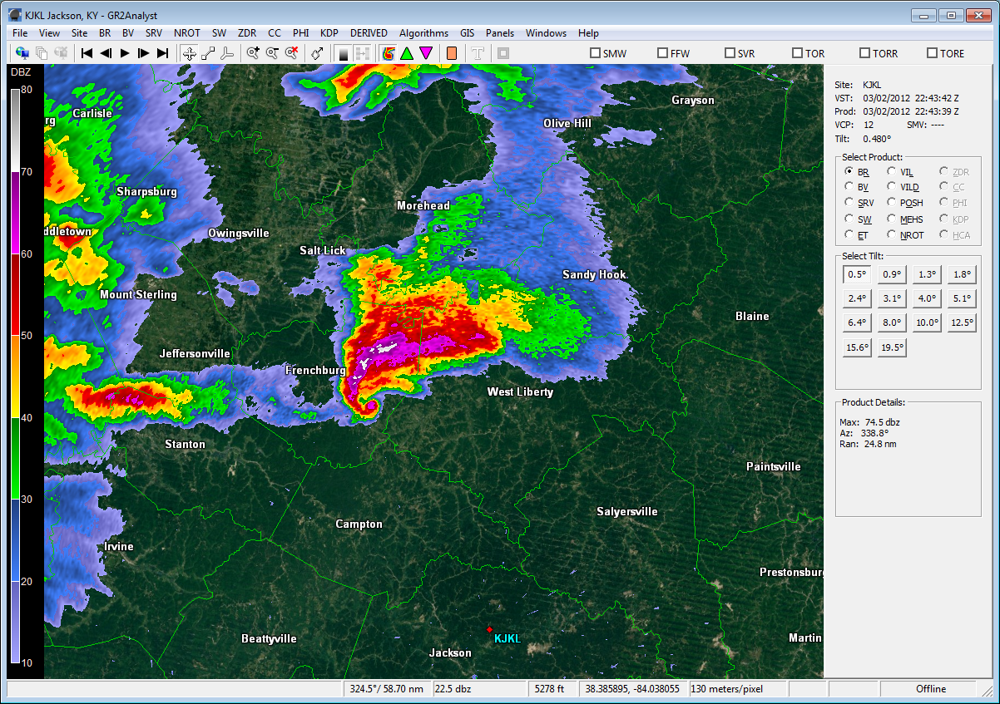 KJKL Jackson, KY - GR2Analyst
File View Site BR BV SRV NROT SW ZDR CC PHI KDP DERIVED Algorithms GIS Panels Windows Help
SMW FFW SVR TOR TORR TORE
DBZ
80
70
60
50
40
30
20
10
Carlisle
rg
Grayson
Olive Hill
Sharpsburg
Morehead
ddletown
Owingsville
Salt Lick
Sandy Hook
Mount Sterling
Blaine
Jeffersonville
Frenchburg
West Liberty
Stanton
Paintsville
Salyersville
Campton
Irvine
Prestonsburg
Beattyville
KJKL
Martin
Jackson
Site: KJKL
VST: 03/02/2012 22:43:42 Z
Prod: 03/02/2012 22:43:39 Z
VCP: 12 SMV: ----
Tilt: 0.480°
Select Product:
BR VIL ZDR
BV VILD CC
SRV POSH PHI
SW MEHS KDP
ET NROT HCA
Select Tilt:
0.5° 0.9° 1.3° 1.8°
2.4° 3.1° 4.0° 5.1°
6.4° 8.0° 10.0° 12.5°
15.6° 19.5°
Product Details:
Max: 74.5 dbz
Az: 338.8°
Ran: 24.8 nm
324.5°/ 58.70 nm 22.5 dbz 5278 ft 38.385895, -84.038055 130 meters/pixel Offline